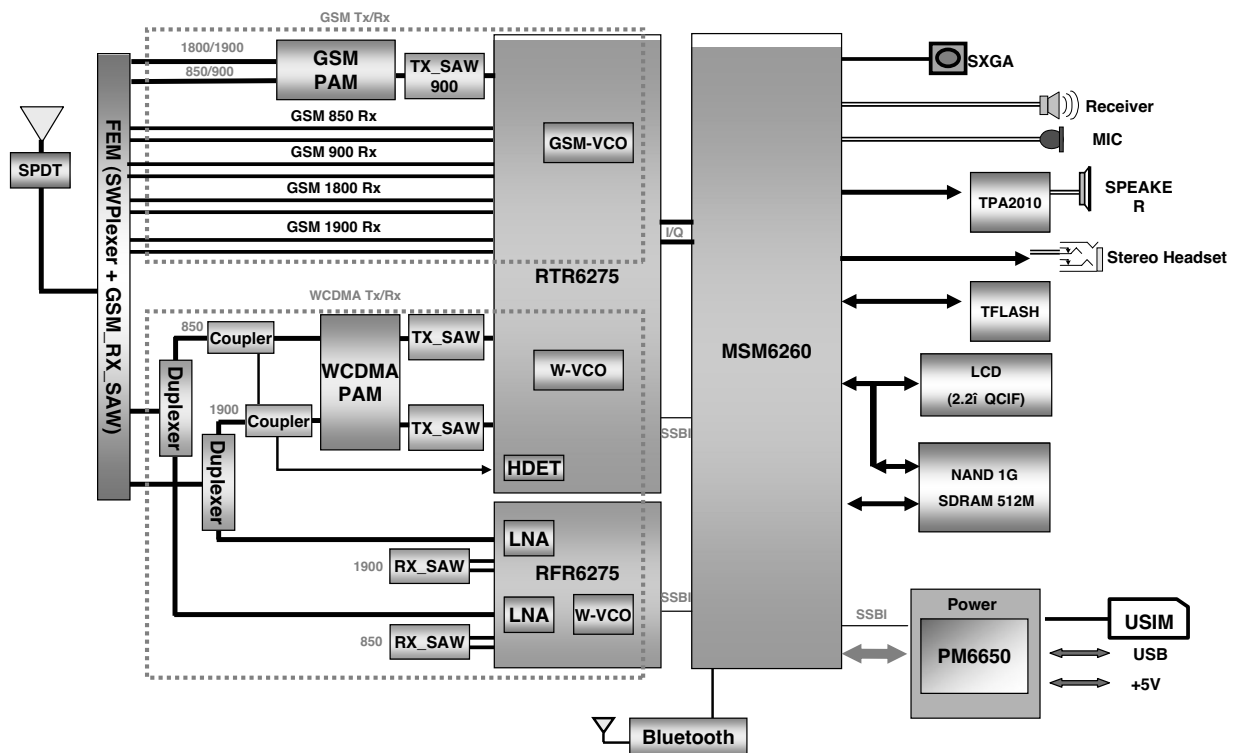 GSM Tx/Rx
1800/1900
850/900
GSM
PAM
TX_SAW
900
GSM 850 Rx
GSM 900 Rx
GSM 1800 Rx
GSM 1900 Rx
GSM-VCO
SPDT
FEM (SWPlexer + GSM_RX_SAW)
RTR6275
I/Q
WCDMA Tx/Rx
850
Coupler
TX_SAW
WCDMA
PAM
W-VCO
Duplexer
1900
Coupler
TX_SAW
Duplexer
HDET
SSBI
LNA
1900
RX_SAW
RFR6275
LNA
W-VCO
850
RX_SAW
SSBI
MSM6260
SXGA
Receiver
MIC
TPA2010
SPEAKE
R
Stereo Headset
TFLASH
LCD
(2.2î QCIF)
NAND 1G
SDRAM 512M
SSBI
Power
PM6650
USIM
USB
+5V
Bluetooth